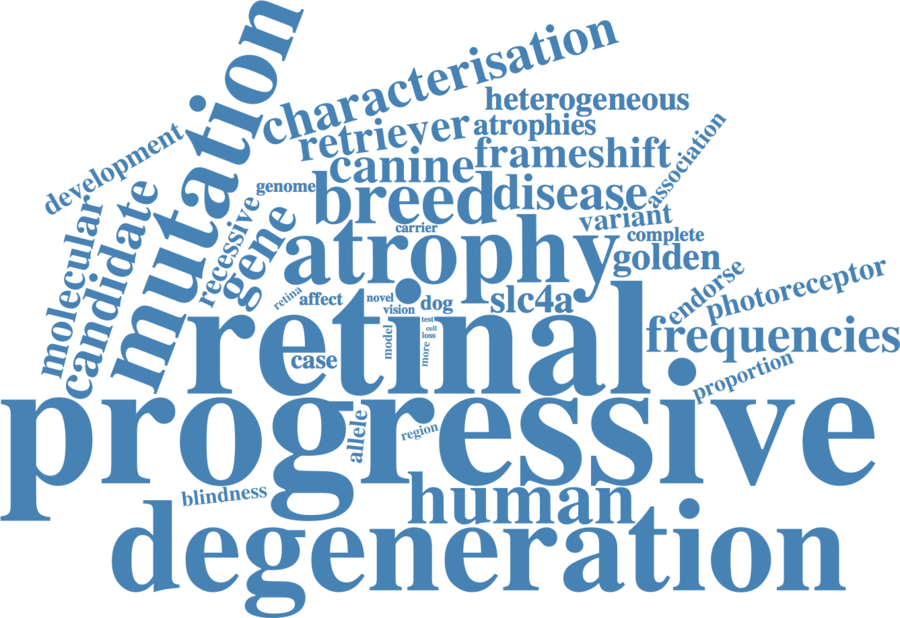 mutation
characterisation
heterogeneous
retriever
atrophies
development
canine
frameshift
association
genome
breed
disease
molecular
candidate
recessive
gene
carrier
variant
complete
atrophy
golden
retina
affect
novel
vision
dog
slc4a
endorse
photoreceptor
retinal
test
cell
loss
model
more
case
frequencies
proportion
progressive
allele
region
blindness
human
degeneration